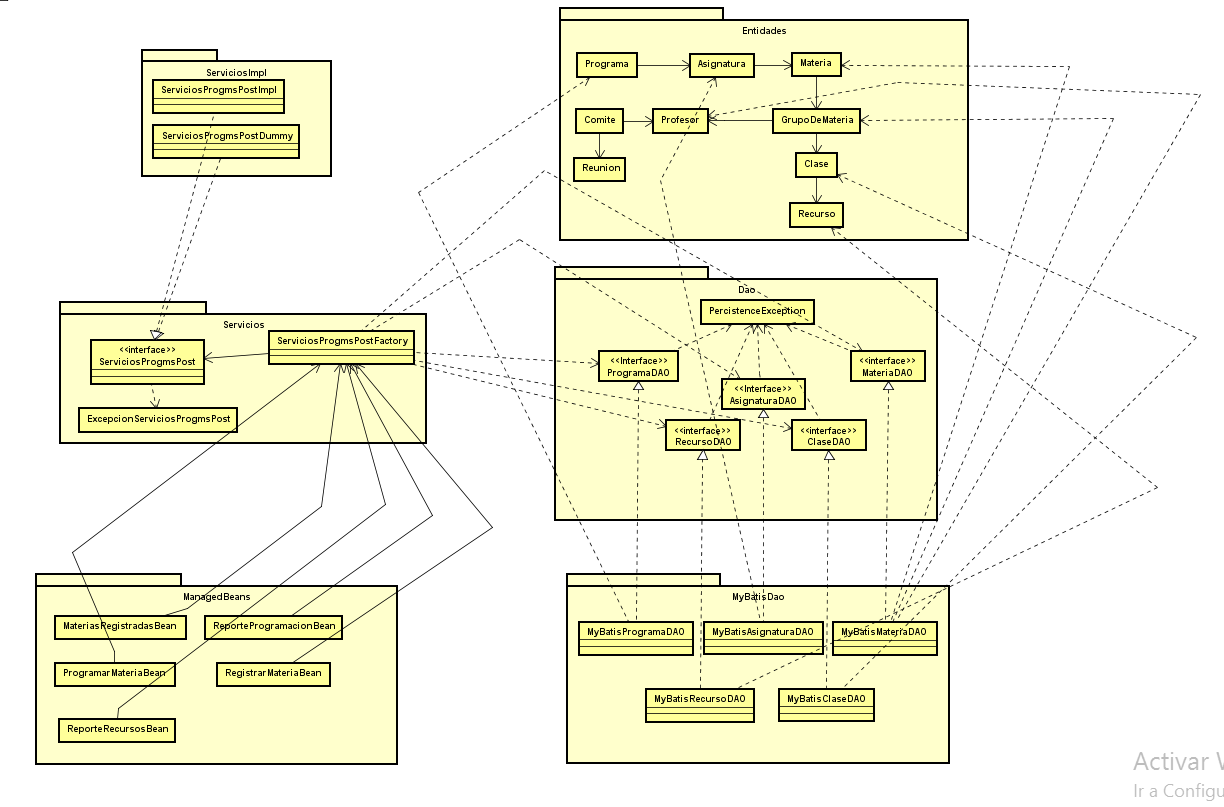 ServiciosImpl
ServiciosProgmsPostImpl
ServiciosProgmsPostDummy
Entidades
Programa
Asignatura
Materia
Comite
Profesor
GrupoDeMateria
Reunion
Clase
Recurso
Servicios
<<interface>>
ServiciosProgmsPost
ServiciosProgmsPostFactory
ExcepcionServiciosProgmsPost
Dao
PercistenceException
<<Interface>>
ProgramaDAO
<<interface>>
MateriaDAO
<<Interface>>
AsignaturaDAO
<<interface>>
RecursoDAO
<<interface>>
ClaseDAO
ManagedBeans
MateriasRegistradasBean
ReporteProgramacionBean
ProgramarMateriaBean
RegistrarMateriaBean
ReporteRecursosBean
MyBatisDao
MyBatisProgramaDAO
MyBatisAsignaturaDAO
MyBatisMateriaDAO
MyBatisRecursoDAO
MyBatisClaseDAO
Activar W
Ir a Configu